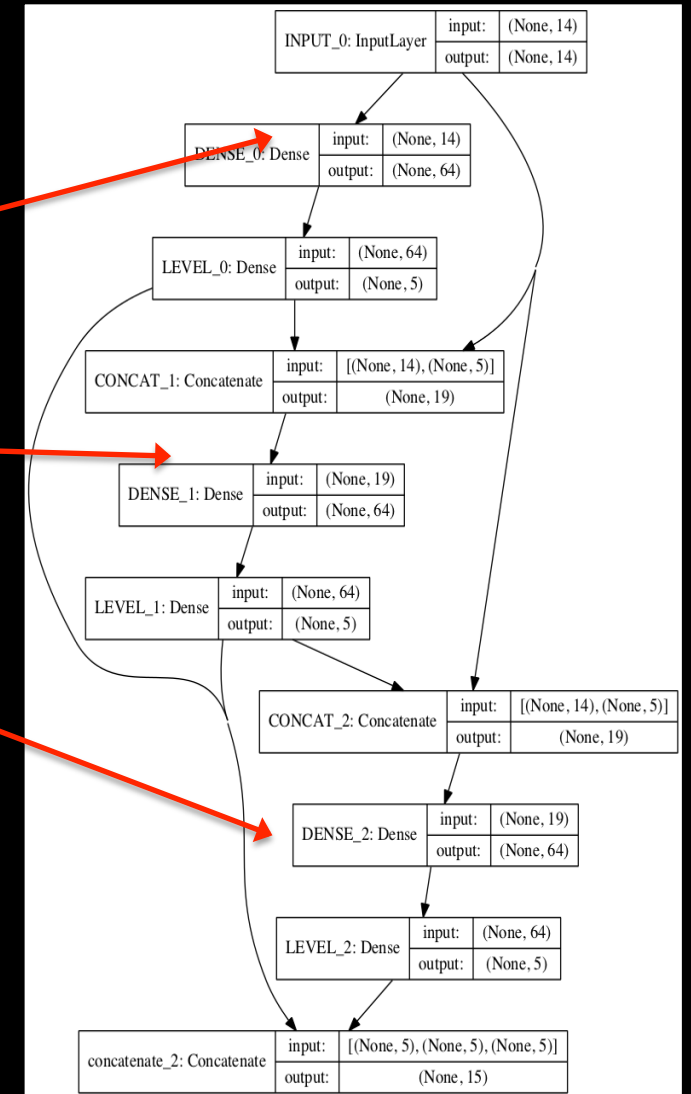 INPUT_0: InputLayer
input: (None, 14)
output: (None, 14)
DENSE_0: Dense
input: (None, 14)
output: (None, 64)
LEVEL_0: Dense
input: (None, 64)
output: (None, 5)
CONCAT_1: Concatenate
input: [(None, 14), (None, 5)]
output: (None, 19)
DENSE_1: Dense
input: (None, 19)
output: (None, 64)
LEVEL_1: Dense
input: (None, 64)
output: (None, 5)
CONCAT_2: Concatenate
input: [(None, 14), (None, 5)]
output: (None, 19)
DENSE_2: Dense
input: (None, 19)
output: (None, 64)
LEVEL_2: Dense
input: (None, 64)
output: (None, 5)
concatenate_2: Concatenate
input: [(None, 5), (None, 5), (None, 5)]
output: (None, 15)